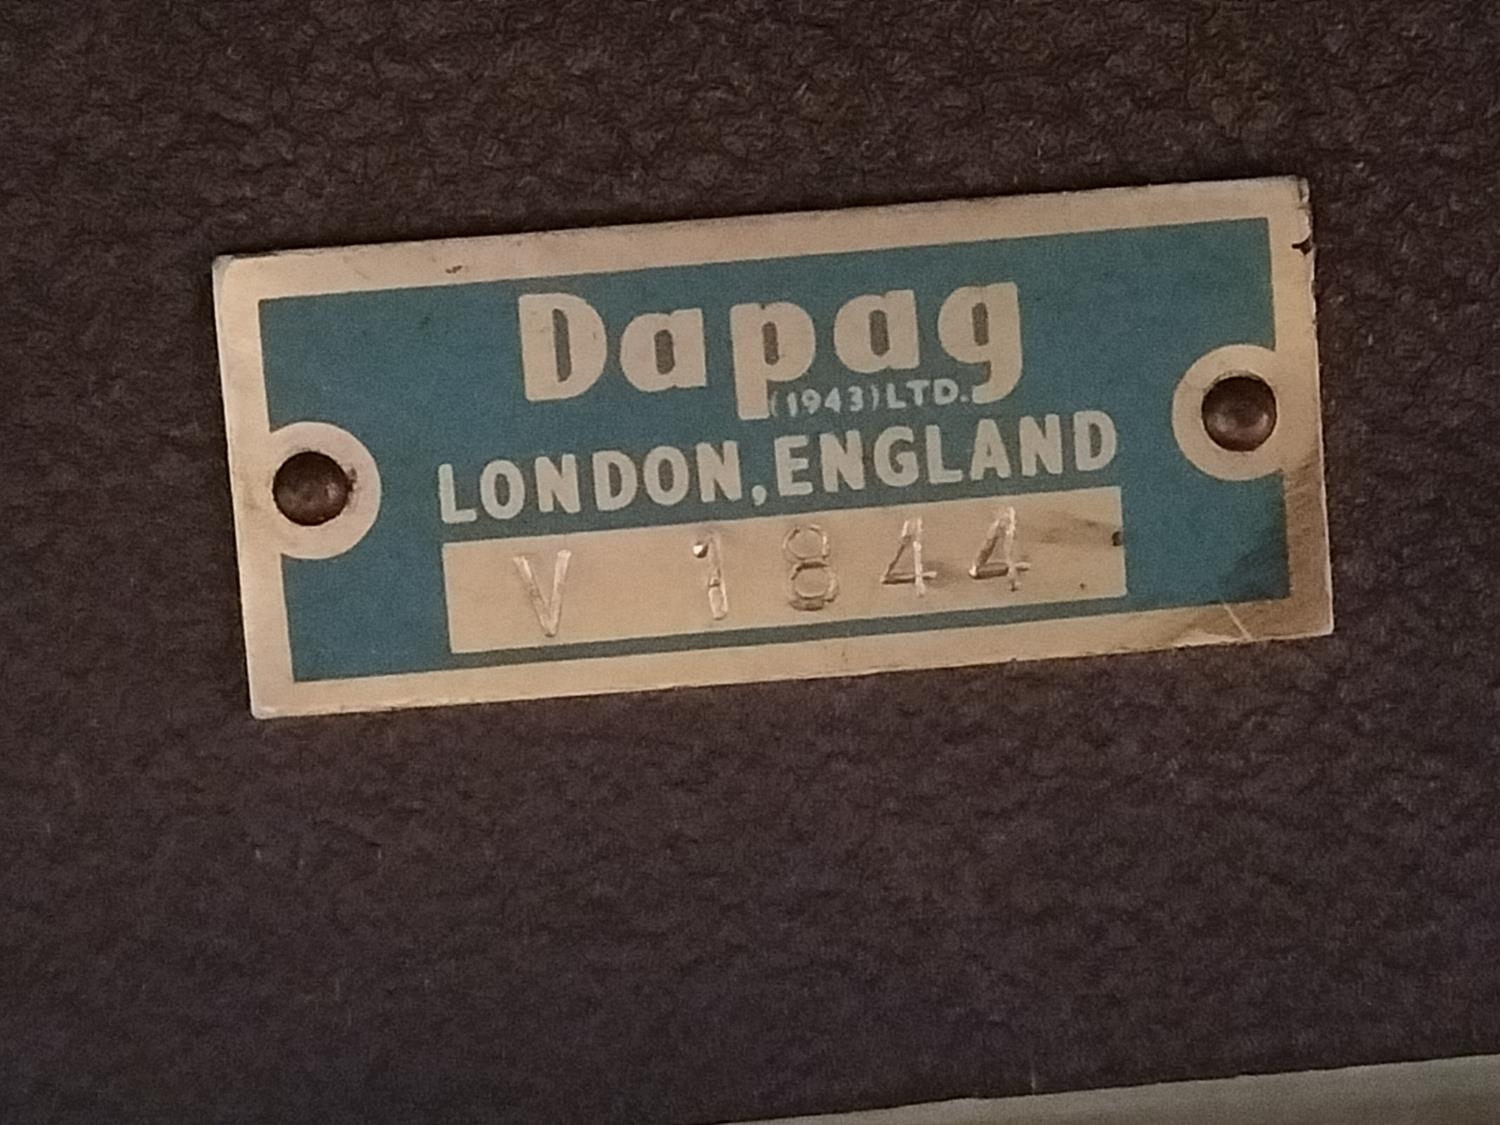 Dapag
(1943) LTD.
LONDON, ENGLAND
V 1844